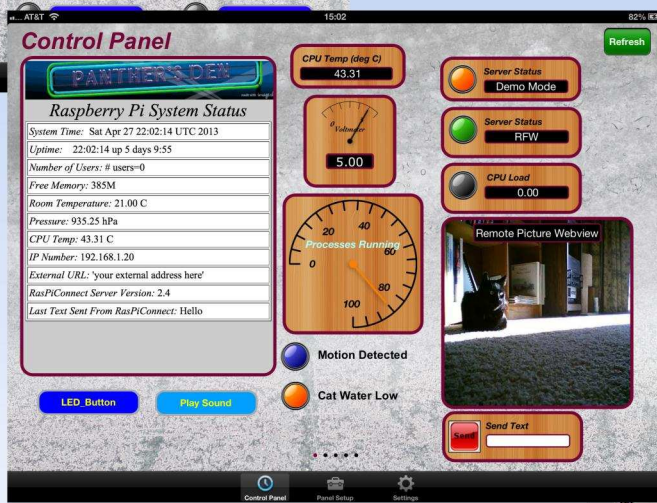 AT&T
15:02
82%
Control Panel
Refresh
PANTHER'S DEN
Raspberry Pi System Status
System Time: Sat Apr 27 22:02:14 UTC 2013
Uptime: 22:02:14 up 5 days 9:55
Number of Users: # users=0
Free Memory: 385M
Room Temperature: 21.00 C
Pressure: 935.25 hPa
CPU Temp: 43.31 C
IP Number: 192.168.1.20
External URL: 'your external address here'
RasPiConnect Server Version: 2.4
Last Text Sent From RasPiConnect: Hello
LED_Button
Play Sound
CPU Temp (deg C)
43.31
0
Voltmeter
5.00
20
40
Processes Running
0
60
80
100
Motion Detected
Cat Water Low
Server Status
Demo Mode
Server Status
RFW
CPU Load
0.00
Remote Picture Webview
Send
Send Text
Control Panel
Panel Setup
Settings